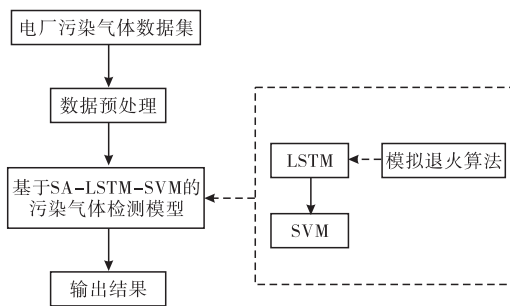 电厂污染气体数据集
数据预处理
基于SA-LSTM-SVM的
污染气体检测模型
输出结果
LSTM
模拟退火算法
SVM